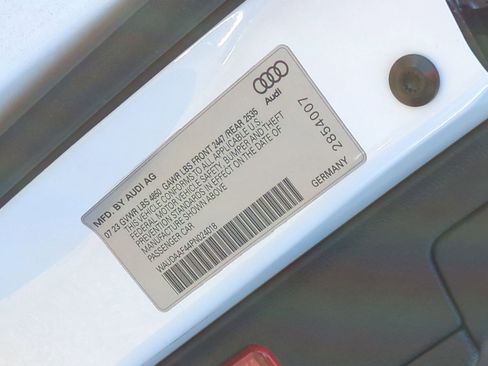 MFD. BY AUDI AG
07 23 GVWR LBS 4850 GAWR LBS FRONT 2447 /REAR 2535
THIS VEHICLE CONFORMS TO ALL APPLICABLE U.S.
FEDERAL MOTOR VEHICLE SAFETY, BUMPER AND THEFT
PREVENTION STANDARDS IN EFFECT ON THE DATE OF
MANUFACTURE SHOWN ABOVE
PASSENGER CAR
WAUDAAF44PN024018
GERMANY
Audi
2854007